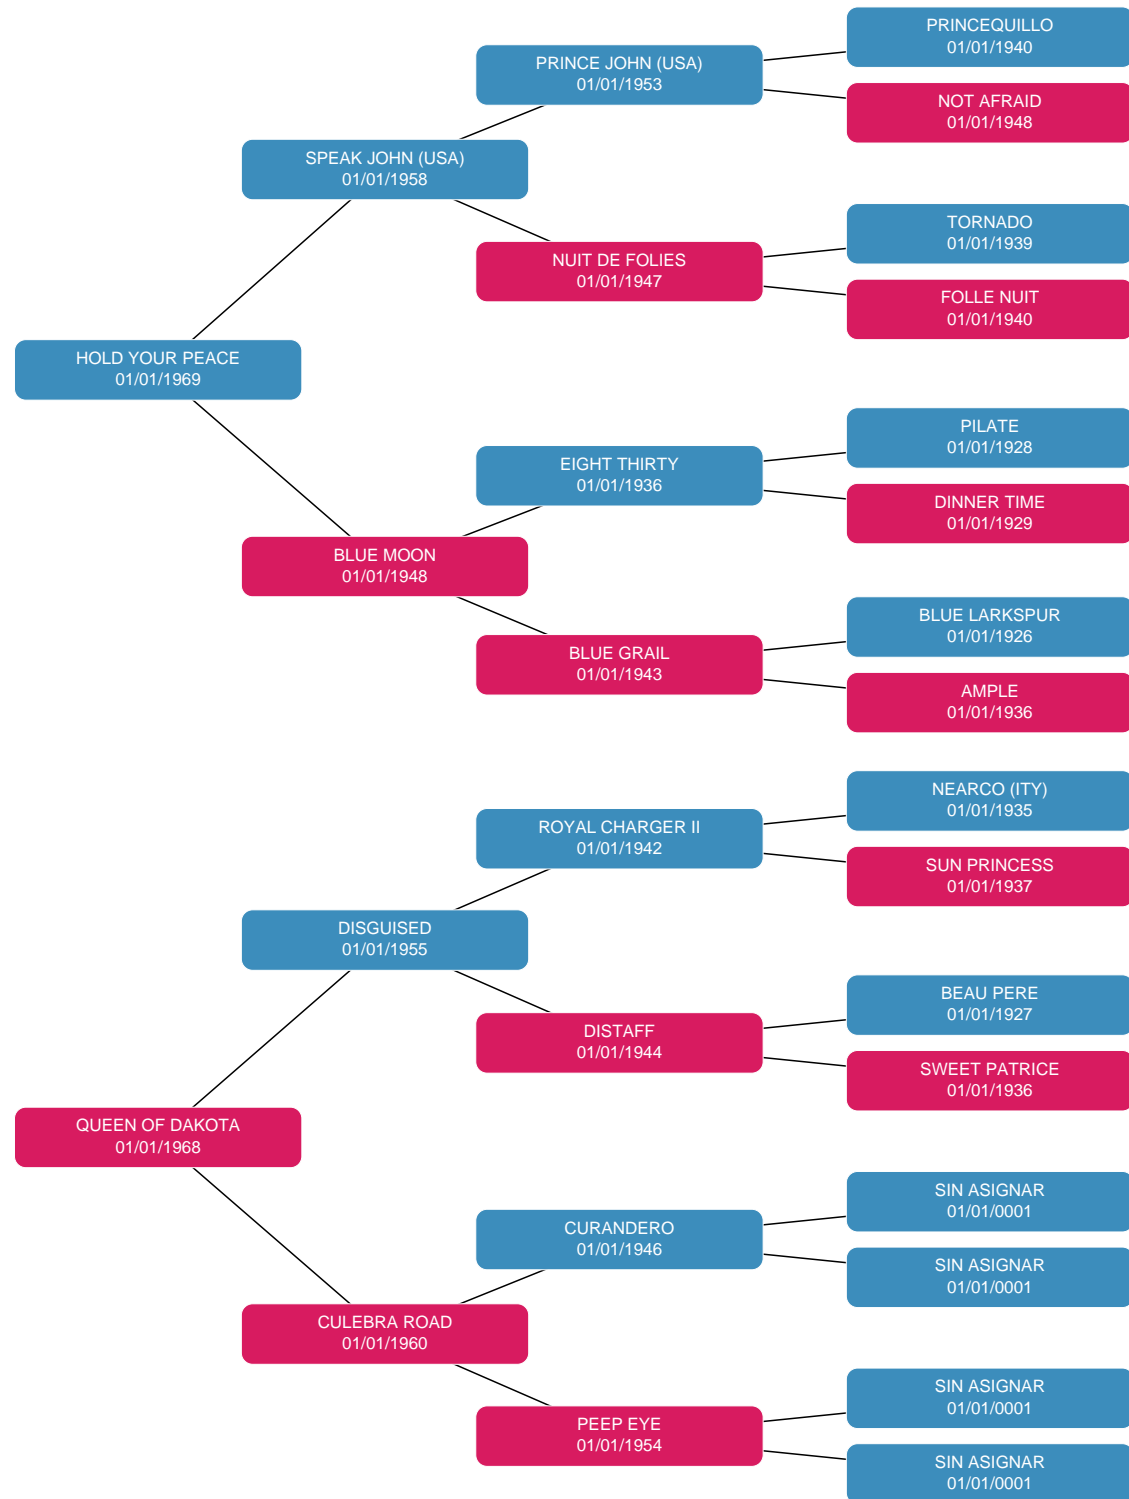 PRINCEQUILLO
01/01/1940
PRINCE JOHN (USA)
01/01/1953
NOT AFRAID
01/01/1948
SPEAK JOHN (USA)
01/01/1958
TORNADO
01/01/1939
NUIT DE FOLIES
01/01/1947
FOLLE NUIT
01/01/1940
HOLD YOUR PEACE
01/01/1969
PILATE
01/01/1928
EIGHT THIRTY
01/01/1936
DINNER TIME
01/01/1929
BLUE MOON
01/01/1948
BLUE LARKSPUR
01/01/1926
BLUE GRAIL
01/01/1943
AMPLE
01/01/1936
NEARCO (ITY)
01/01/1935
ROYAL CHARGER II
01/01/1942
SUN PRINCESS
01/01/1937
DISGUISED
01/01/1955
BEAU PERE
01/01/1927
DISTAFF
01/01/1944
SWEET PATRICE
01/01/1936
QUEEN OF DAKOTA
01/01/1968
SIN ASIGNAR
01/01/0001
CURANDERO
01/01/1946
SIN ASIGNAR
01/01/0001
CULEBRA ROAD
01/01/1960
SIN ASIGNAR
01/01/0001
PEEP EYE
01/01/1954
SIN ASIGNAR
01/01/0001